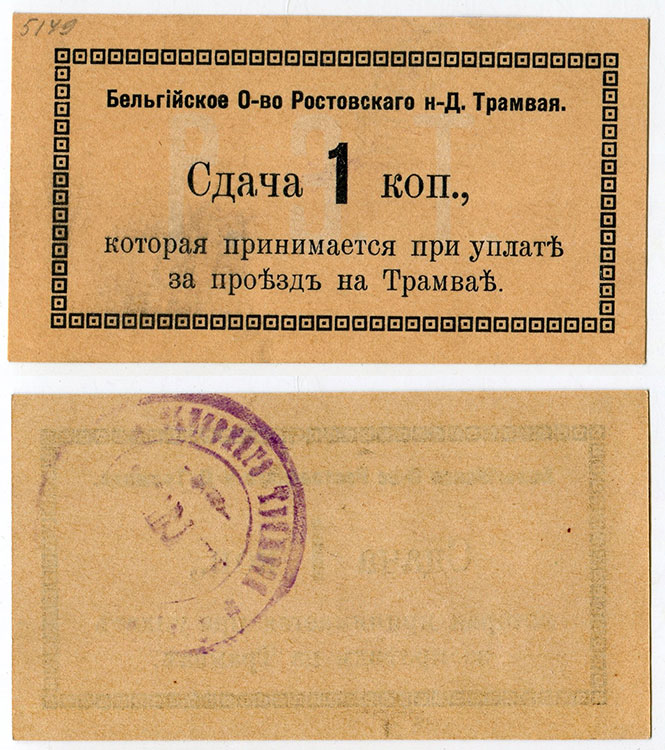 5149
Бельгійское О-во Ростовскаго н-Д. Трамвая.
Сдача 1 коп.,
которая принимается при уплатѣ
за проѣздъ на Трамваѣ.